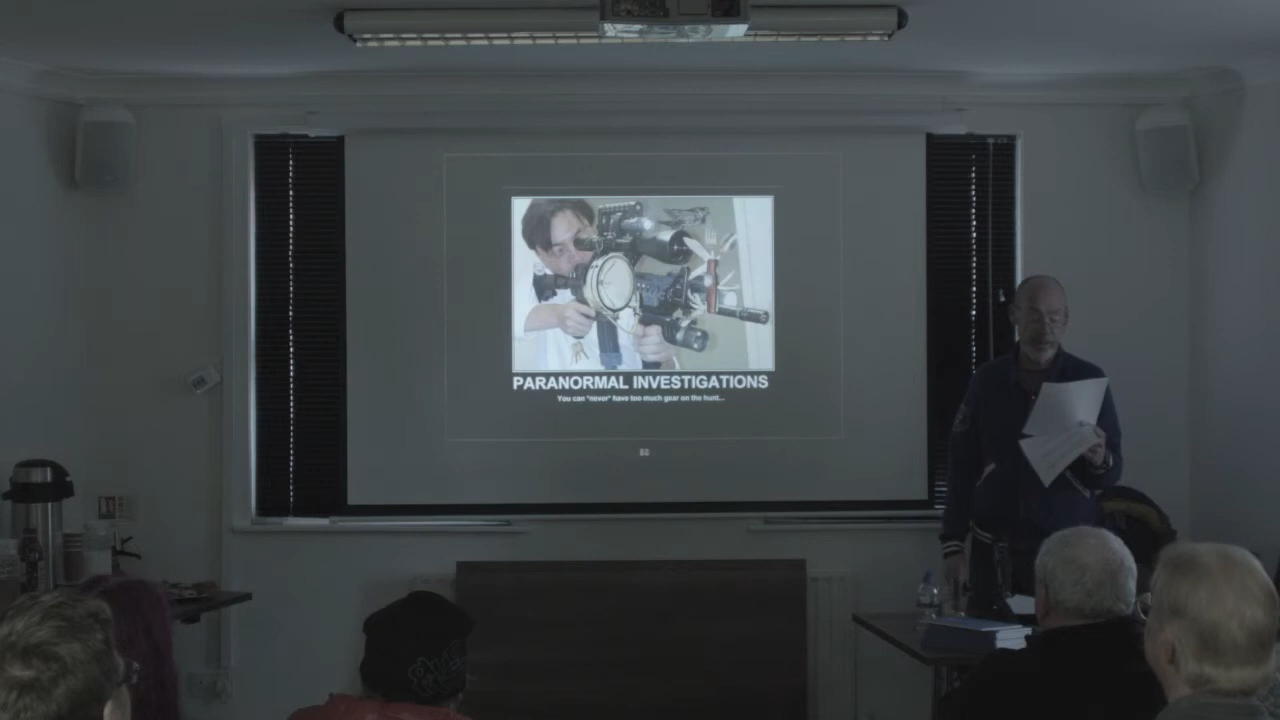 PARANORMAL INVESTIGATIONS
You can *never* have too much gear on the hunt...